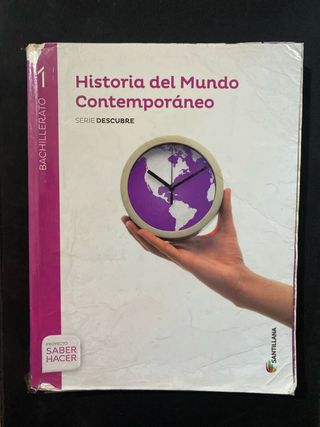 1
BACHILLERATO
Historia del Mundo
Contemporáneo
SERIE DESCUBRE
PROYECTO
SABER
HACER
SANTILLANA